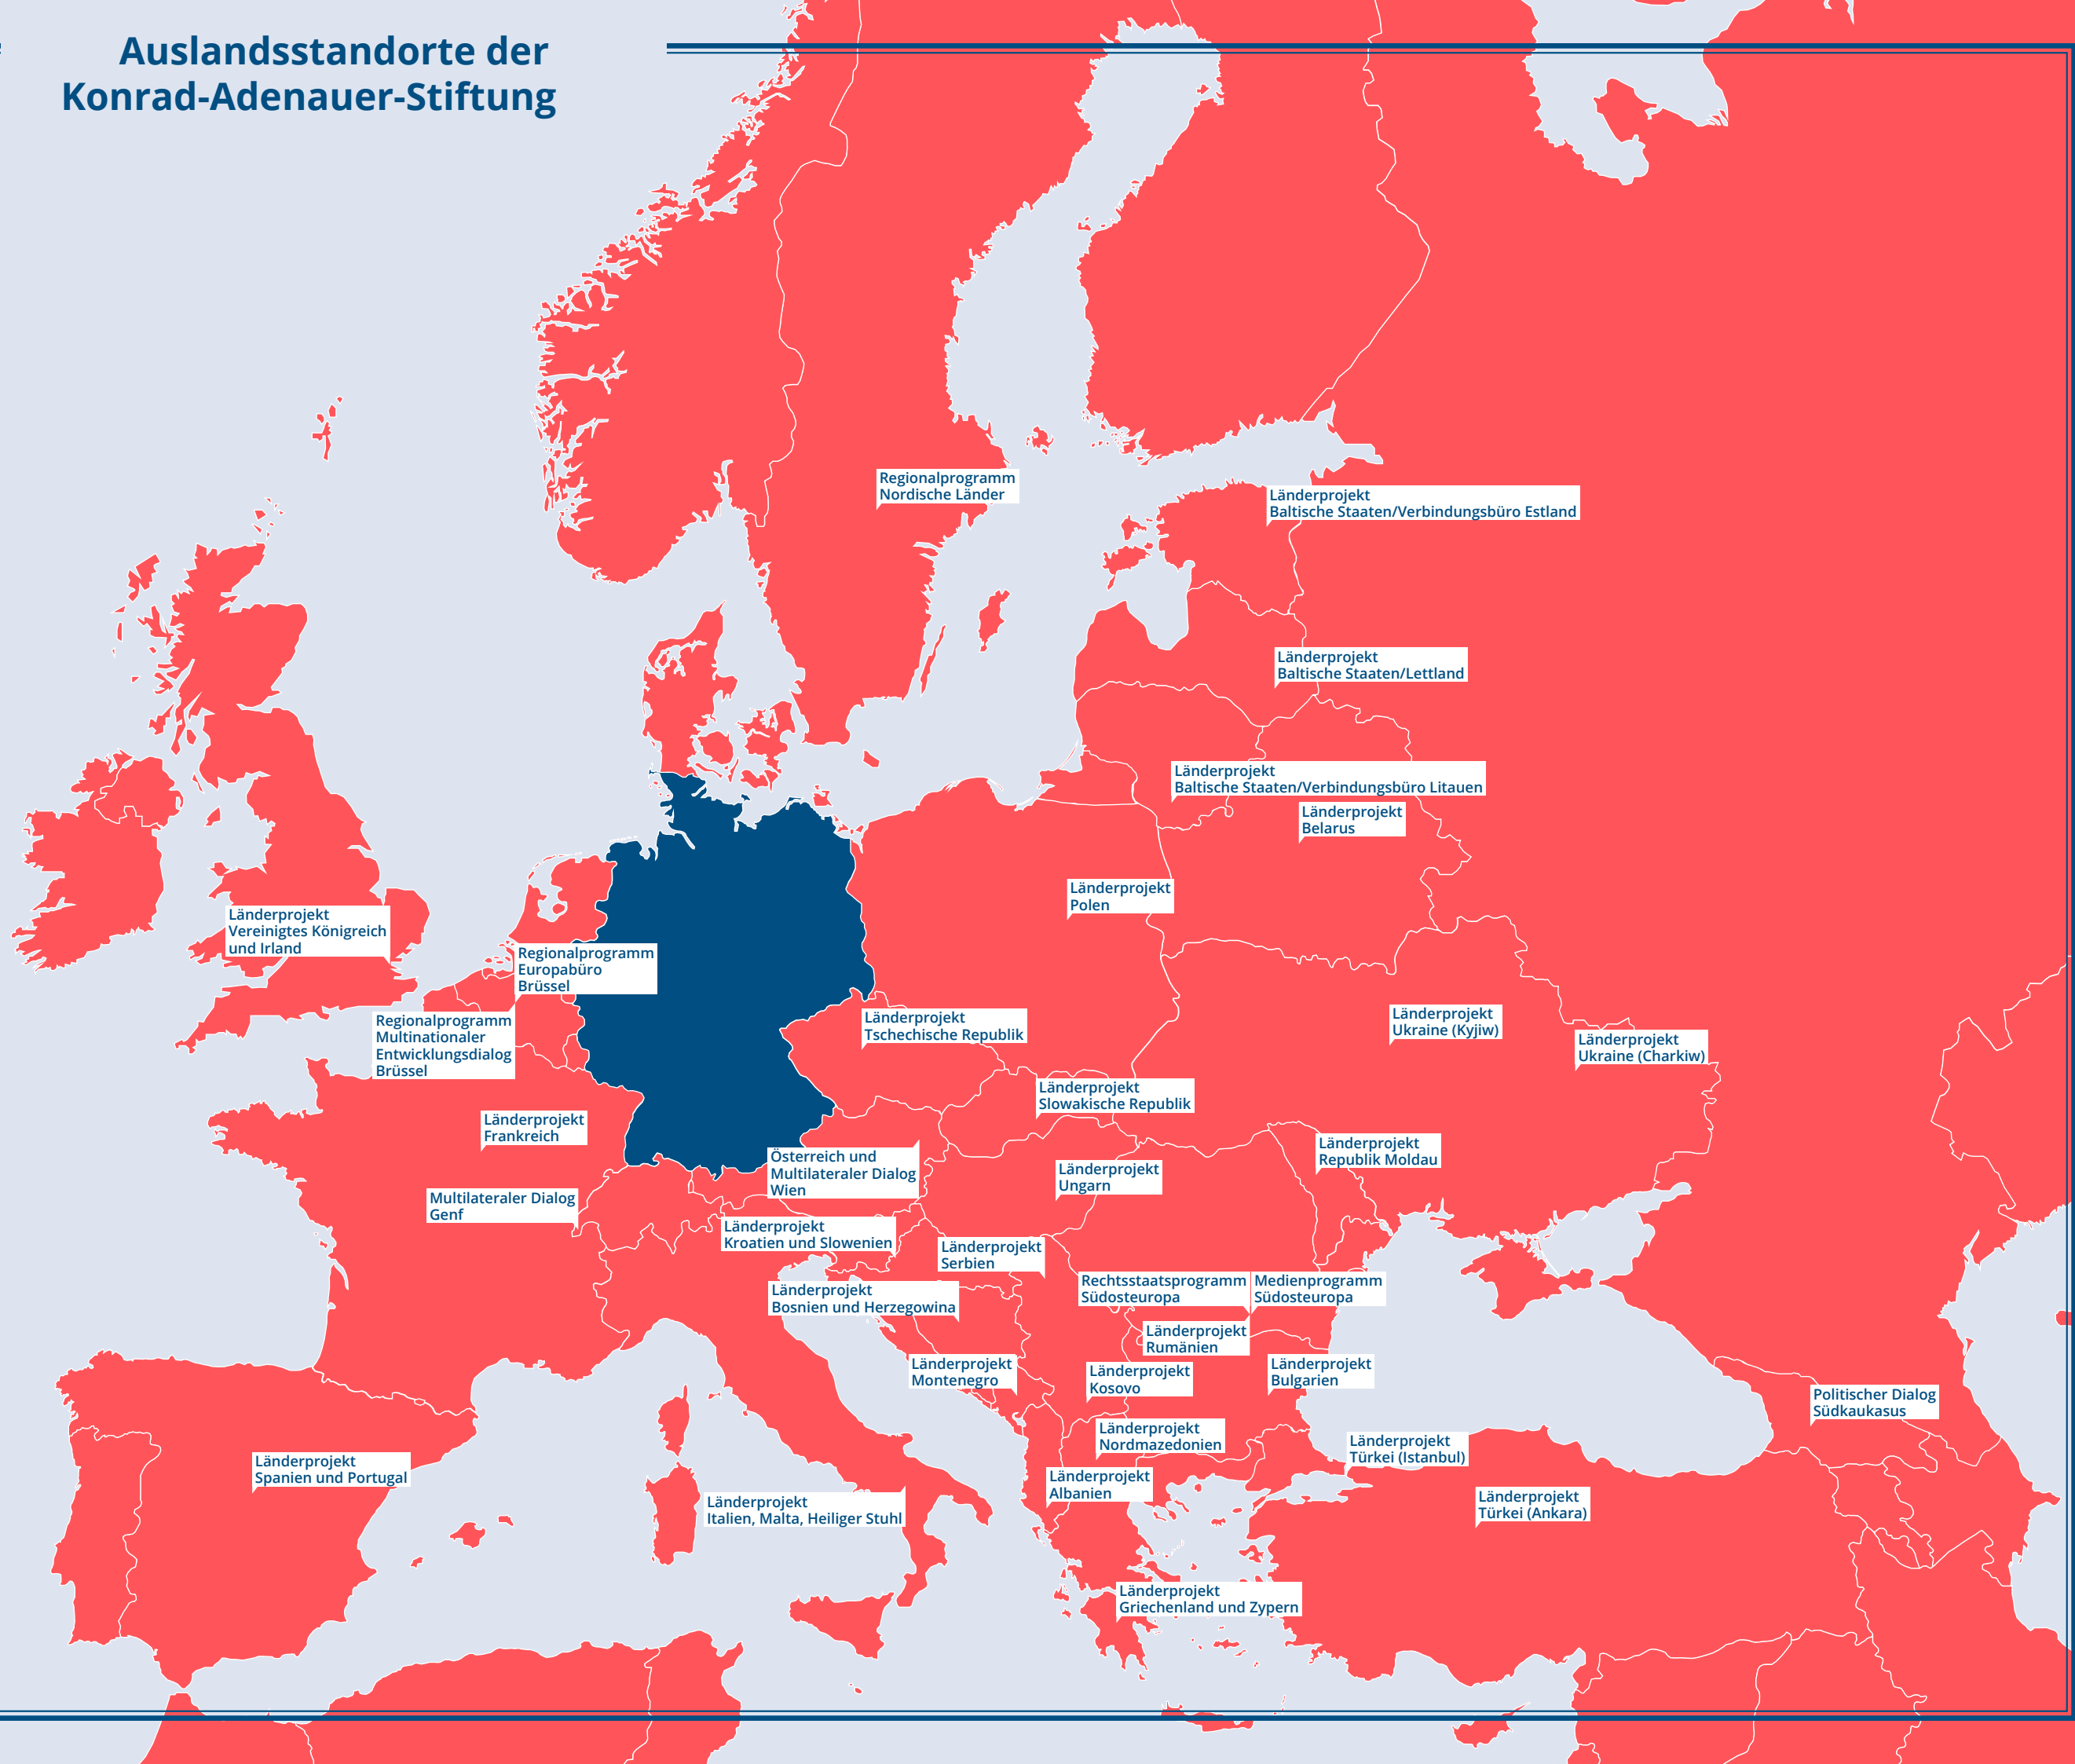 Auslandsstandorte der
Konrad-Adenauer-Stiftung
Regionalprogramm
Nordische Länder
Länderprojekt
Baltische Staaten/Verbindungsbüro Estland
Länderprojekt
Baltische Staaten/Lettland
Länderprojekt
Baltische Staaten/Verbindungsbüro Litauen
Länderprojekt
Belarus
Länderprojekt
Polen
Länderprojekt
Vereinigtes Königreich
und Irland
Regionalprogramm
Europabüro
Brüssel
Regionalprogramm
Multinationaler
Entwicklungsdialog
Brüssel
Länderprojekt
Tschechische Republik
Länderprojekt
Ukraine (Kyjiw)
Länderprojekt
Ukraine (Charkiw)
Länderprojekt
Slowakische Republik
Länderprojekt
Frankreich
Länderprojekt
Republik Moldau
Österreich und
Multilateraler Dialog
Wien
Länderprojekt
Ungarn
Multilateraler Dialog
Genf
Länderprojekt
Kroatien und Slowenien
Länderprojekt
Serbien
Rechtsstaatsprogramm
Südosteuropa
Medienprogramm
Südosteuropa
Länderprojekt
Bosnien und Herzegowina
Länderprojekt
Rumänien
Länderprojekt
Montenegro
Länderprojekt
Kosovo
Länderprojekt
Bulgarien
Politischer Dialog
Südkaukasus
Länderprojekt
Nordmazedonien
Länderprojekt
Türkei (Istanbul)
Länderprojekt
Spanien und Portugal
Länderprojekt
Albanien
Länderprojekt
Italien, Malta, Heiliger Stuhl
Länderprojekt
Türkei (Ankara)
Länderprojekt
Griechenland und Zypern